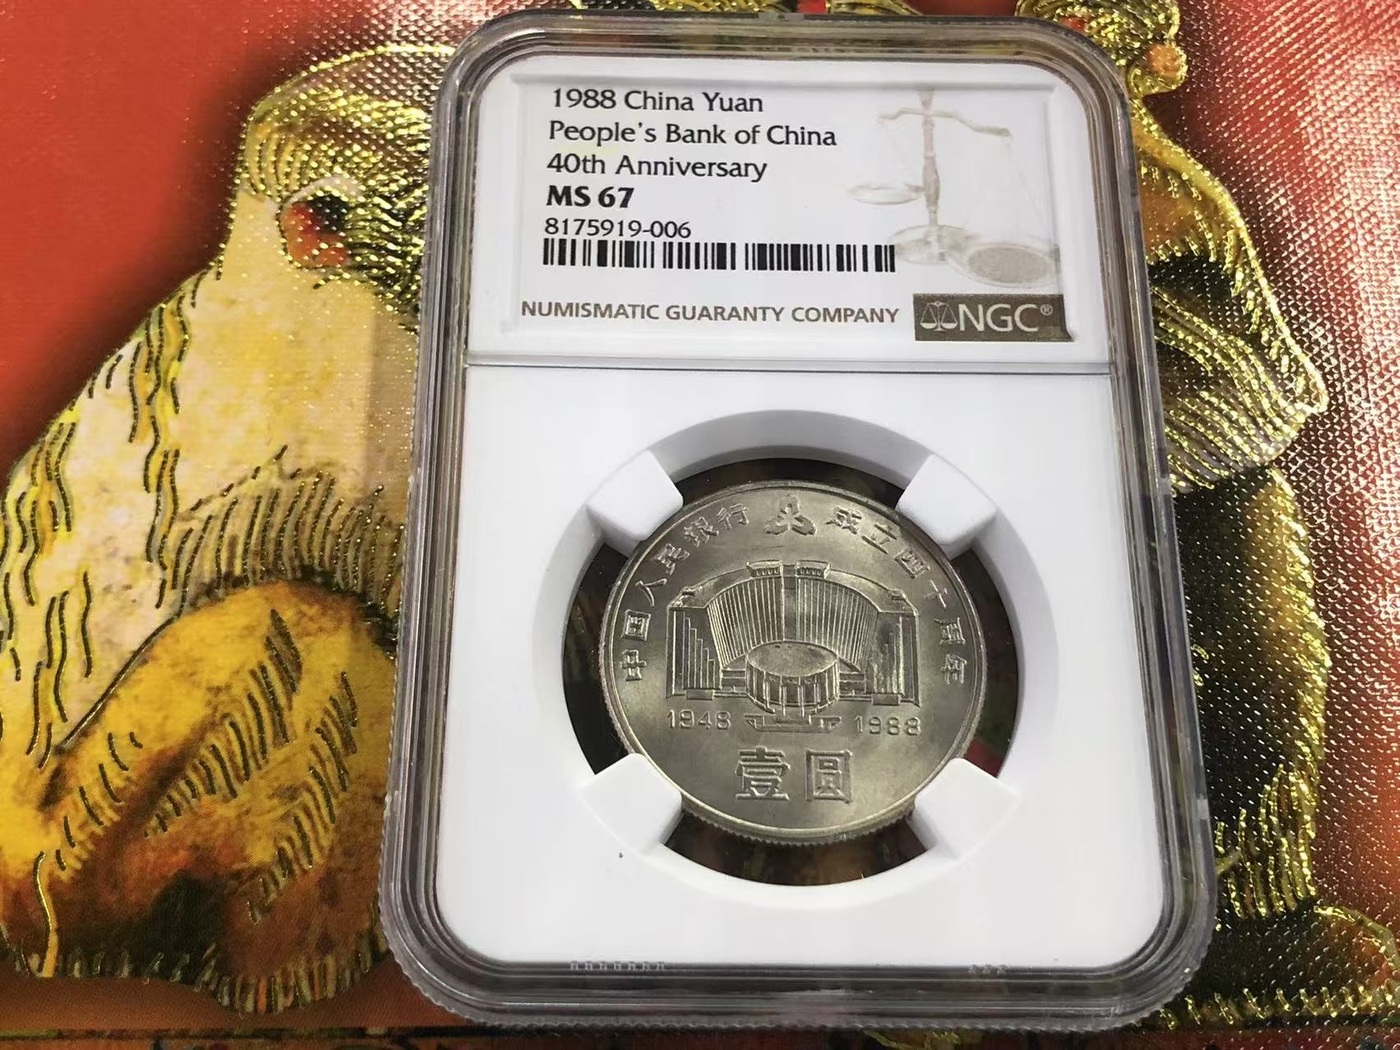 1988 China Yuan
People's Bank of China
40th Anniversary
MS 67
8175919-006
NUMISMATIC GUARANTY COMPANY
NGC®
中国人民银行 成立四十周年
1948 1988
壹圓